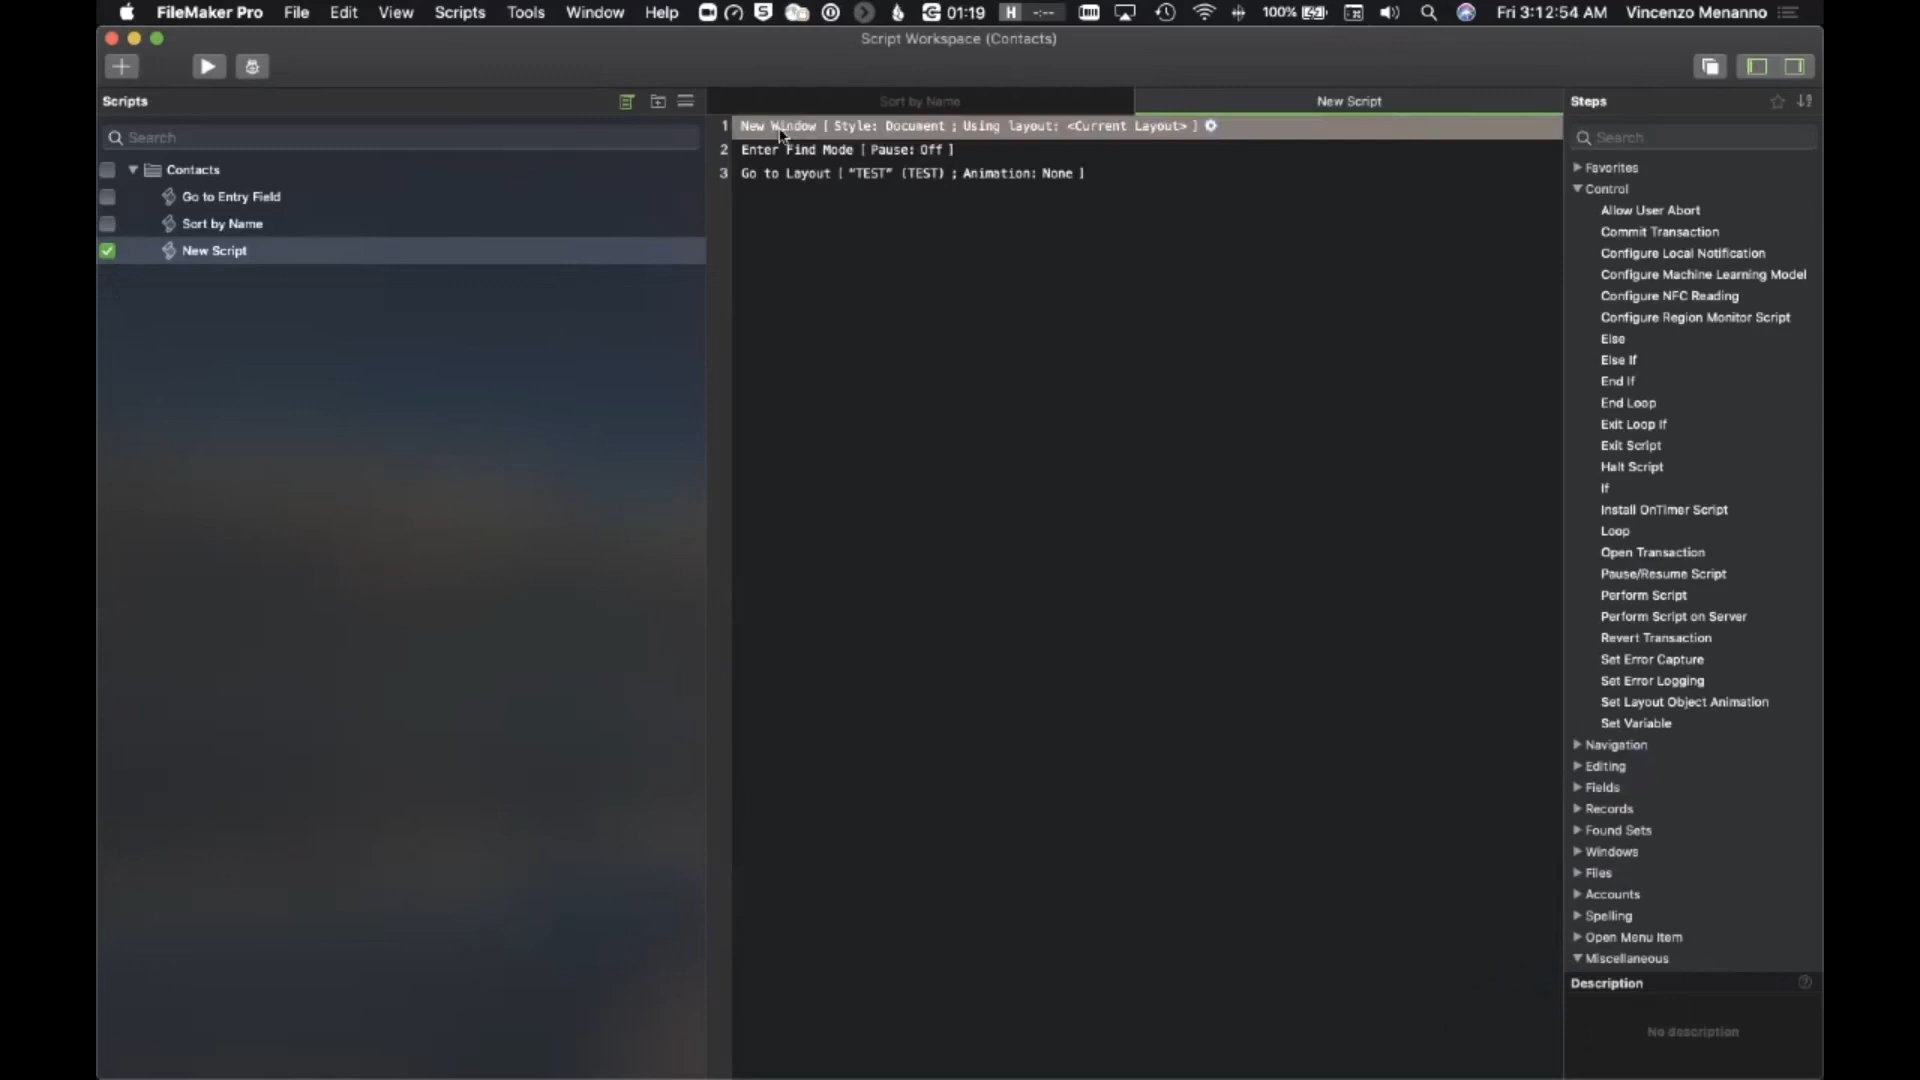 FileMaker Pro File Edit View Scripts Tools Window Help 01:19 H -:-- 100% Fri 3:12:54 AM Vincenzo Menanno
Script Workspace (Contacts)
Scripts
Search
Contacts
Go to Entry Field
Sort by Name
New Script
Sort by Name
New Script
1 New Window [ Style: Document ; Using layout: <Current Layout> ]
2 Enter Find Mode [ Pause: Off ]
3 Go to Layout [ “TEST” (TEST) ; Animation: None ]
Steps
Search
Favorites
Control
Allow User Abort
Commit Transaction
Configure Local Notification
Configure Machine Learning Model
Configure NFC Reading
Configure Region Monitor Script
Else
Else If
End If
End Loop
Exit Loop If
Exit Script
Halt Script
If
Install OnTimer Script
Loop
Open Transaction
Pause/Resume Script
Perform Script
Perform Script on Server
Revert Transaction
Set Error Capture
Set Error Logging
Set Layout Object Animation
Set Variable
Navigation
Editing
Fields
Records
Found Sets
Windows
Files
Accounts
Spelling
Open Menu Item
Miscellaneous
Description
No description